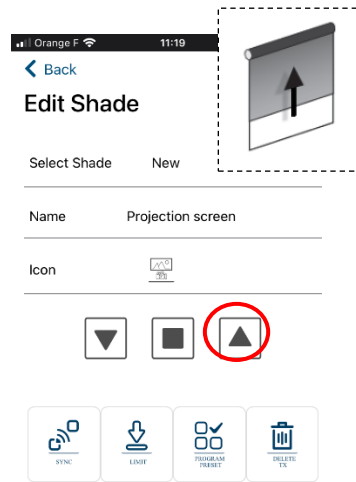 Orange F 11:19
Back
Edit Shade
Select Shade New
Name Projection screen
Icon
SYNC LIMIT PROGRAM PRESET DELETE TX